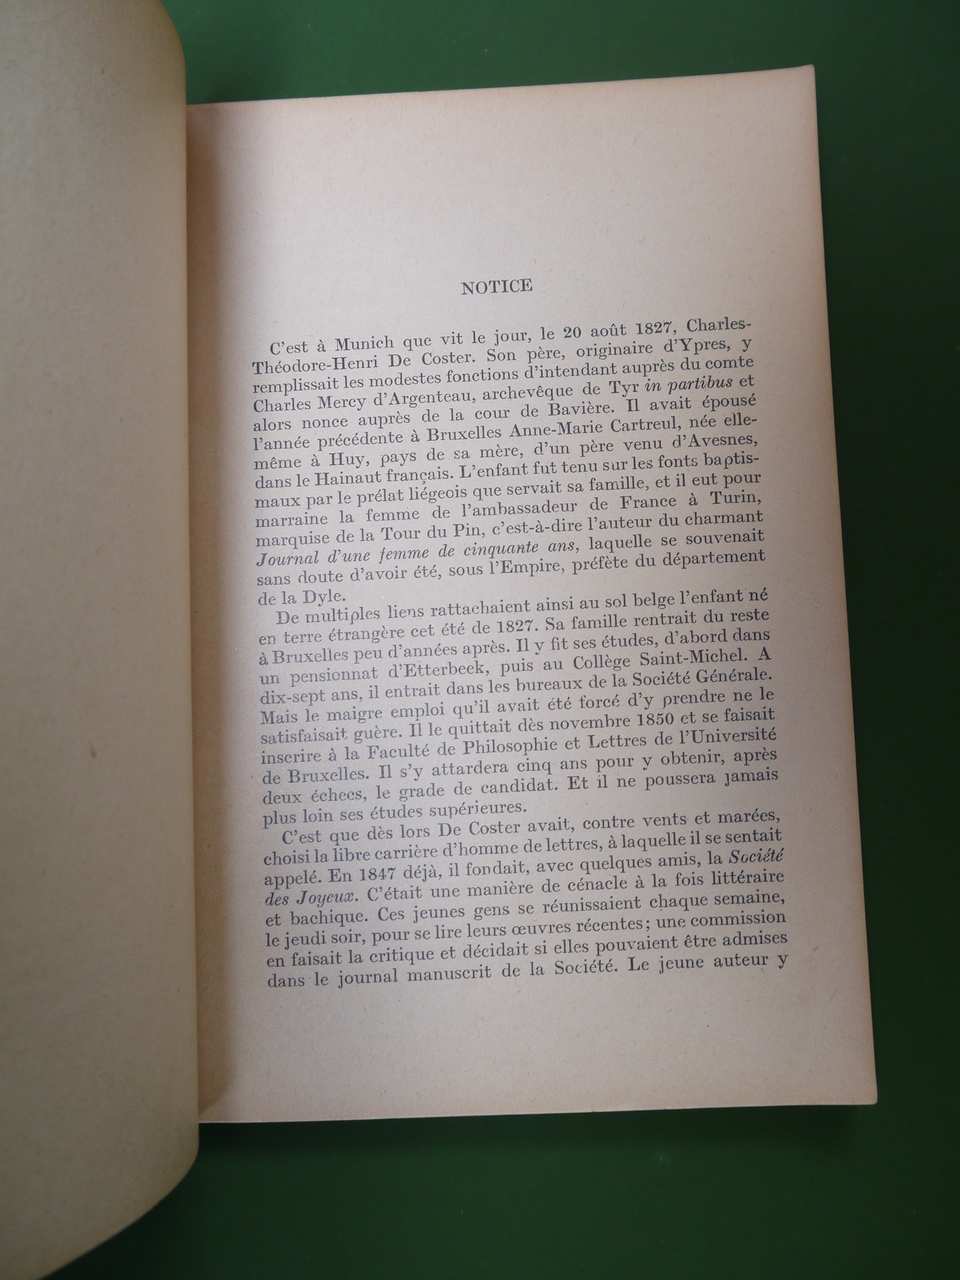 NOTICE
C'est à Munich que vit le jour, le 20 août 1827, Charles-
Théodore-Henri De Coster. Son père, originaire d'Ypres, y
remplissait les modestes fonctions d'intendant auprès du comte
Charles Mercy d'Argenteau, archevêque de Tyr in partibus et
alors nonce auprès de la cour de Bavière. Il avait épousé
l'année précédente à Bruxelles Anne-Marie Cartreul, née elle-
même à Huy, pays de sa mère, d'un père venu d'Avesnes,
dans le Hainaut français. L'enfant fut tenu sur les fonts baptis-
maux par le prélat liégeois que servait sa famille, et il eut pour
marraine la femme de l'ambassadeur de France à Turin,
marquise de la Tour du Pin, c'est-à-dire l'auteur du charmant
Journal d'une femme de cinquante ans, laquelle se souvenait
sans doute d'avoir été, sous l'Empire, préfète du département
de la Dyle.
De multiples liens rattachaient ainsi au sol belge l'enfant né
en terre étrangère cet été de 1827. Sa famille rentrait du reste
à Bruxelles peu d'années après. Il y fit ses études, d'abord dans
un pensionnat d'Etterbeek, puis au Collège Saint-Michel. A
dix-sept ans, il entrait dans les bureaux de la Société Générale.
Mais le maigre emploi qu'il avait été forcé d'y prendre ne le
satisfaisait guère. Il le quittait dès novembre 1850 et se faisait
inscrire à la Faculté de Philosophie et Lettres de l'Université
de Bruxelles. Il s'y attardera cinq ans pour y obtenir, après
deux échecs, le grade de candidat. Et il ne poussera jamais
plus loin ses études supérieures.
C'est que dès lors De Coster avait, contre vents et marées,
choisi la libre carrière d'homme de lettres, à laquelle il se sentait
appelé. En 1847 déjà, il fondait, avec quelques amis, la Société
des Joyeux. C'était une manière de cénacle à la fois littéraire
et bachique. Ces jeunes gens se réunissaient chaque semaine,
le jeudi soir, pour se lire leurs œuvres récentes ; une commission
en faisait la critique et décidait si elles pouvaient être admises
dans le journal manuscrit de la Société. Le jeune auteur y